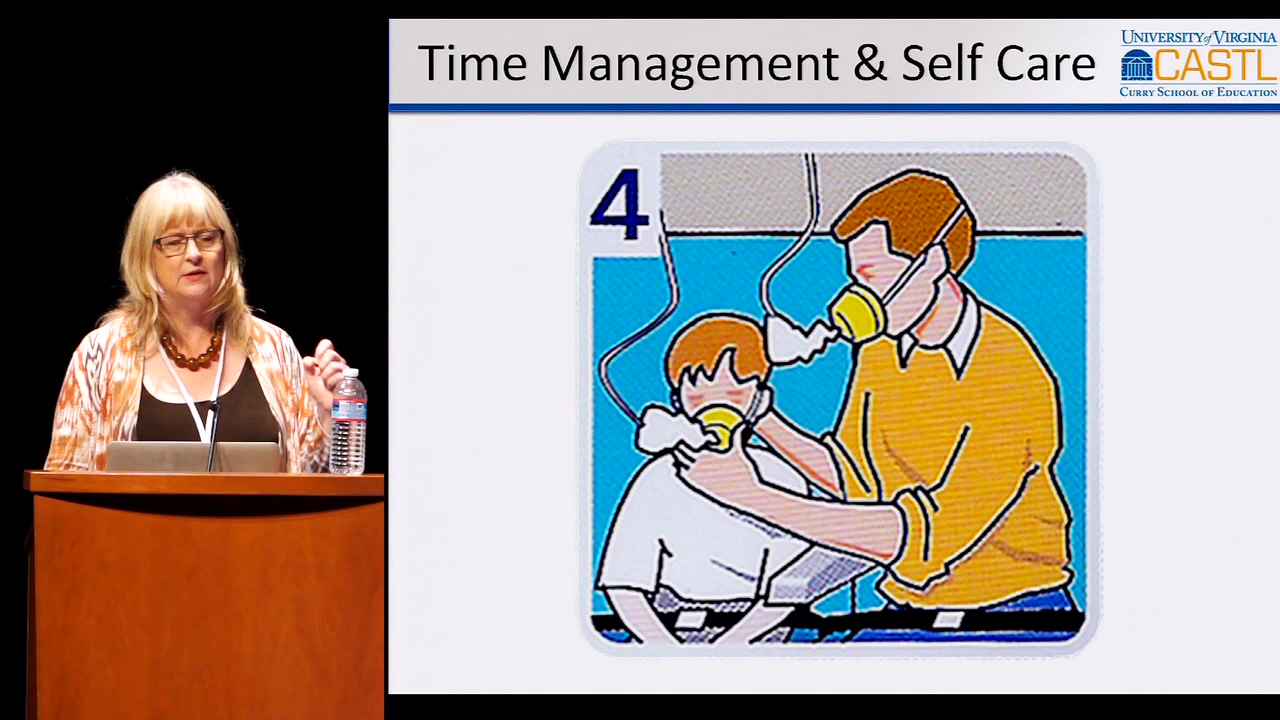 Time Management & Self Care
University of Virginia
CASTL
Curry School of Education
4